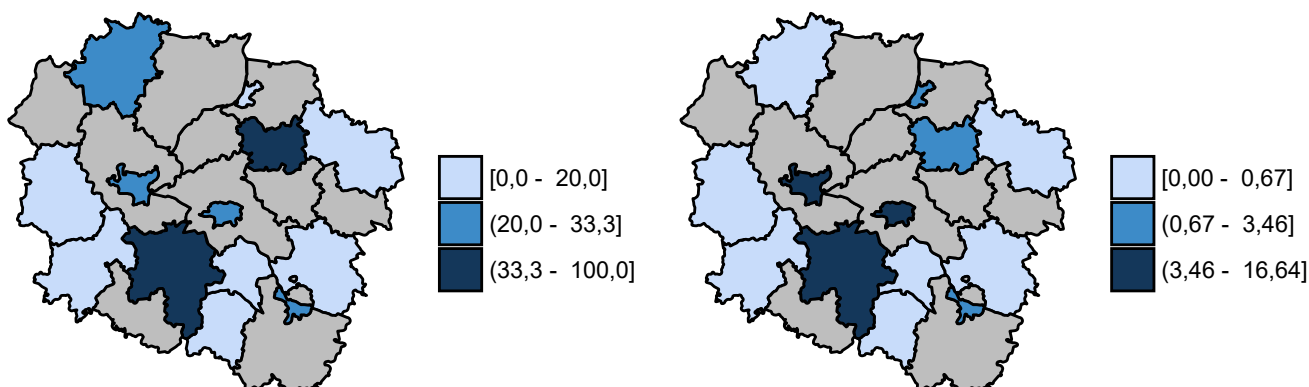 [0,0 - 20,0]
(20,0 - 33,3]
(33,3 - 100,0]
[0,00 - 0,67]
(0,67 - 3,46]
(3,46 - 16,64]